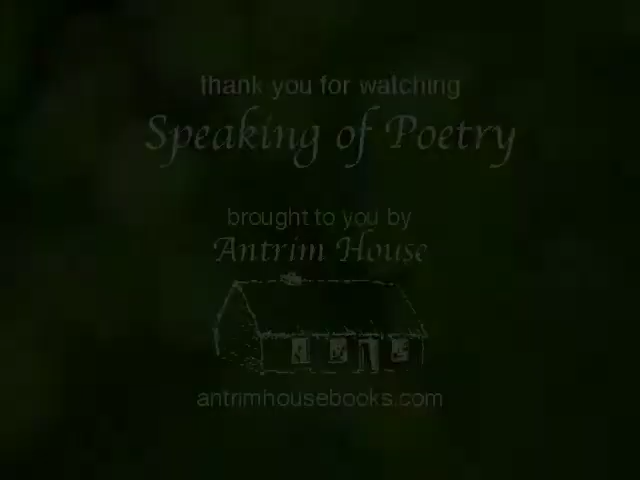 thank you for watching
Speaking of Poetry
brought to you by
Antrim House
antrimhousebooks.com